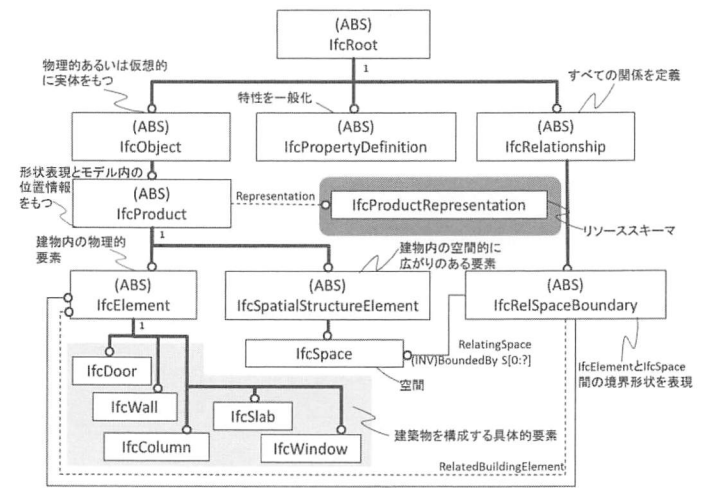 (ABS)
IfcRoot
1
物理的あるいは仮想的
に実体をもつ
特性を一般化
すべての関係を定義
(ABS)
IfcObject
(ABS)
IfcPropertyDefinition
(ABS)
IfcRelationship
形状表現とモデル内の
位置情報
をもつ
(ABS)
IfcProduct
Representation
IfcProductRepresentation
リソーススキーマ
1
建物内の物理的
要素
建物内の空間的に
広がりのある要素
(ABS)
IfcElement
(ABS)
IfcSpatialStructureElement
(ABS)
IfcRelSpaceBoundary
1
RelatingSpace
(INV)BoundedBy S[0:?]
IfcSpace
空間
IfcElementとIfcSpace
間の境界形状を表現
IfcDoor
IfcWall
IfcSlab
IfcColumn
IfcWindow
建築物を構成する具体的要素
RelatedBuildingElement